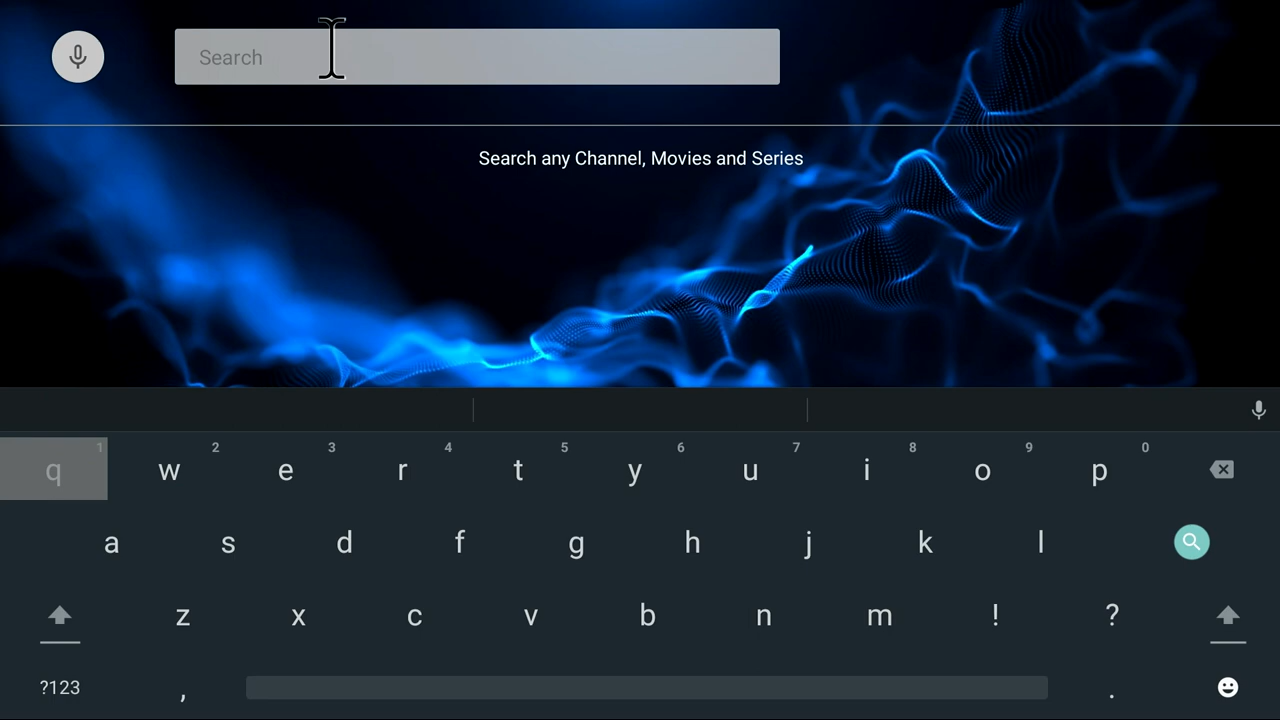 Search
Search any Channel, Movies and Series
1 2 3 4 5 6 7 8 9 0
q w e r t y u i o p
a s d f g h j k l
z x c v b n m ! ?
?123 , .